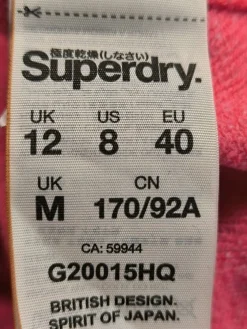 極度乾燥(しなさい)
Superdry.
UK US EU
12 8 40
UK CN
M 170/92A
CA: 59944
G20015HQ
BRITISH DESIGN.
SPIRIT OF JAPAN.